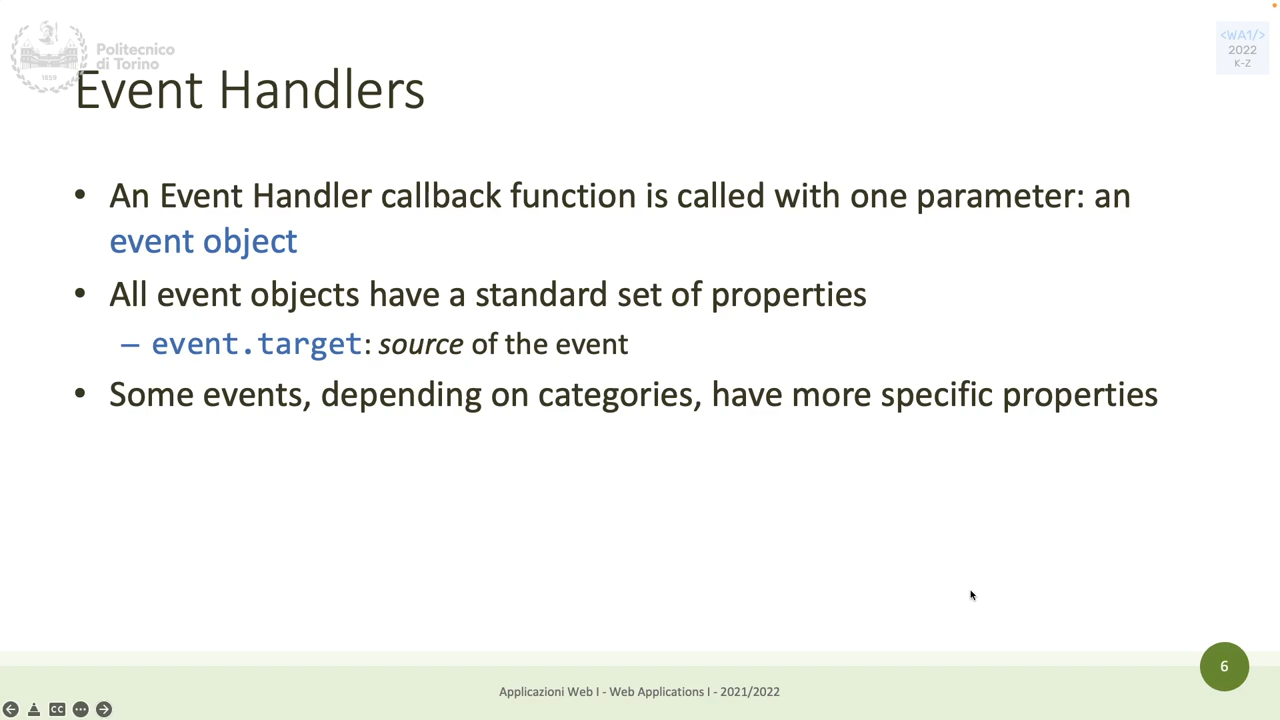 Politecnico
di Torino
1859
<WA1/>
2022
K-Z
Event Handlers
• An Event Handler callback function is called with one parameter: an
event object
• All event objects have a standard set of properties
– event.target: source of the event
• Some events, depending on categories, have more specific properties
6
Applicazioni Web I - Web Applications I - 2021/2022
CC